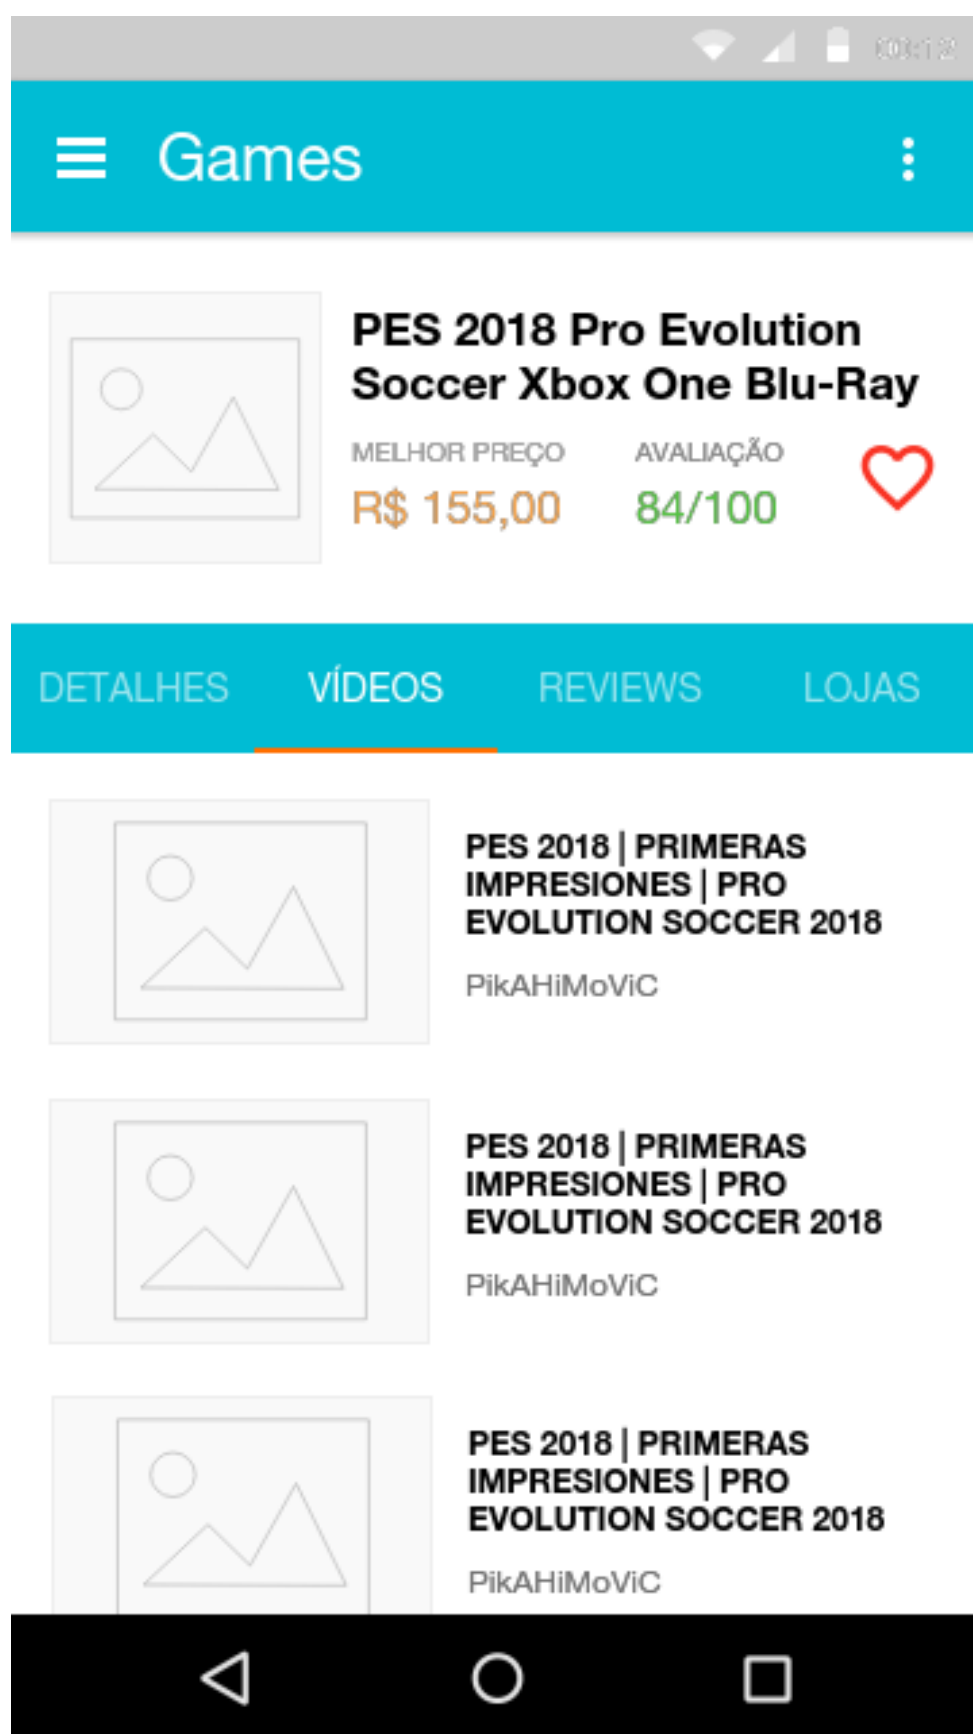 00:12
Games
PES 2018 Pro Evolution
Soccer Xbox One Blu-Ray
MELHOR PREÇO AVALIAÇÃO
R$ 155,00 84/100
DETALHES VÍDEOS REVIEWS LOJAS
PES 2018 | PRIMERAS
IMPRESIONES | PRO
EVOLUTION SOCCER 2018
PikAHiMoViC
PES 2018 | PRIMERAS
IMPRESIONES | PRO
EVOLUTION SOCCER 2018
PikAHiMoViC
PES 2018 | PRIMERAS
IMPRESIONES | PRO
EVOLUTION SOCCER 2018
PikAHiMoViC